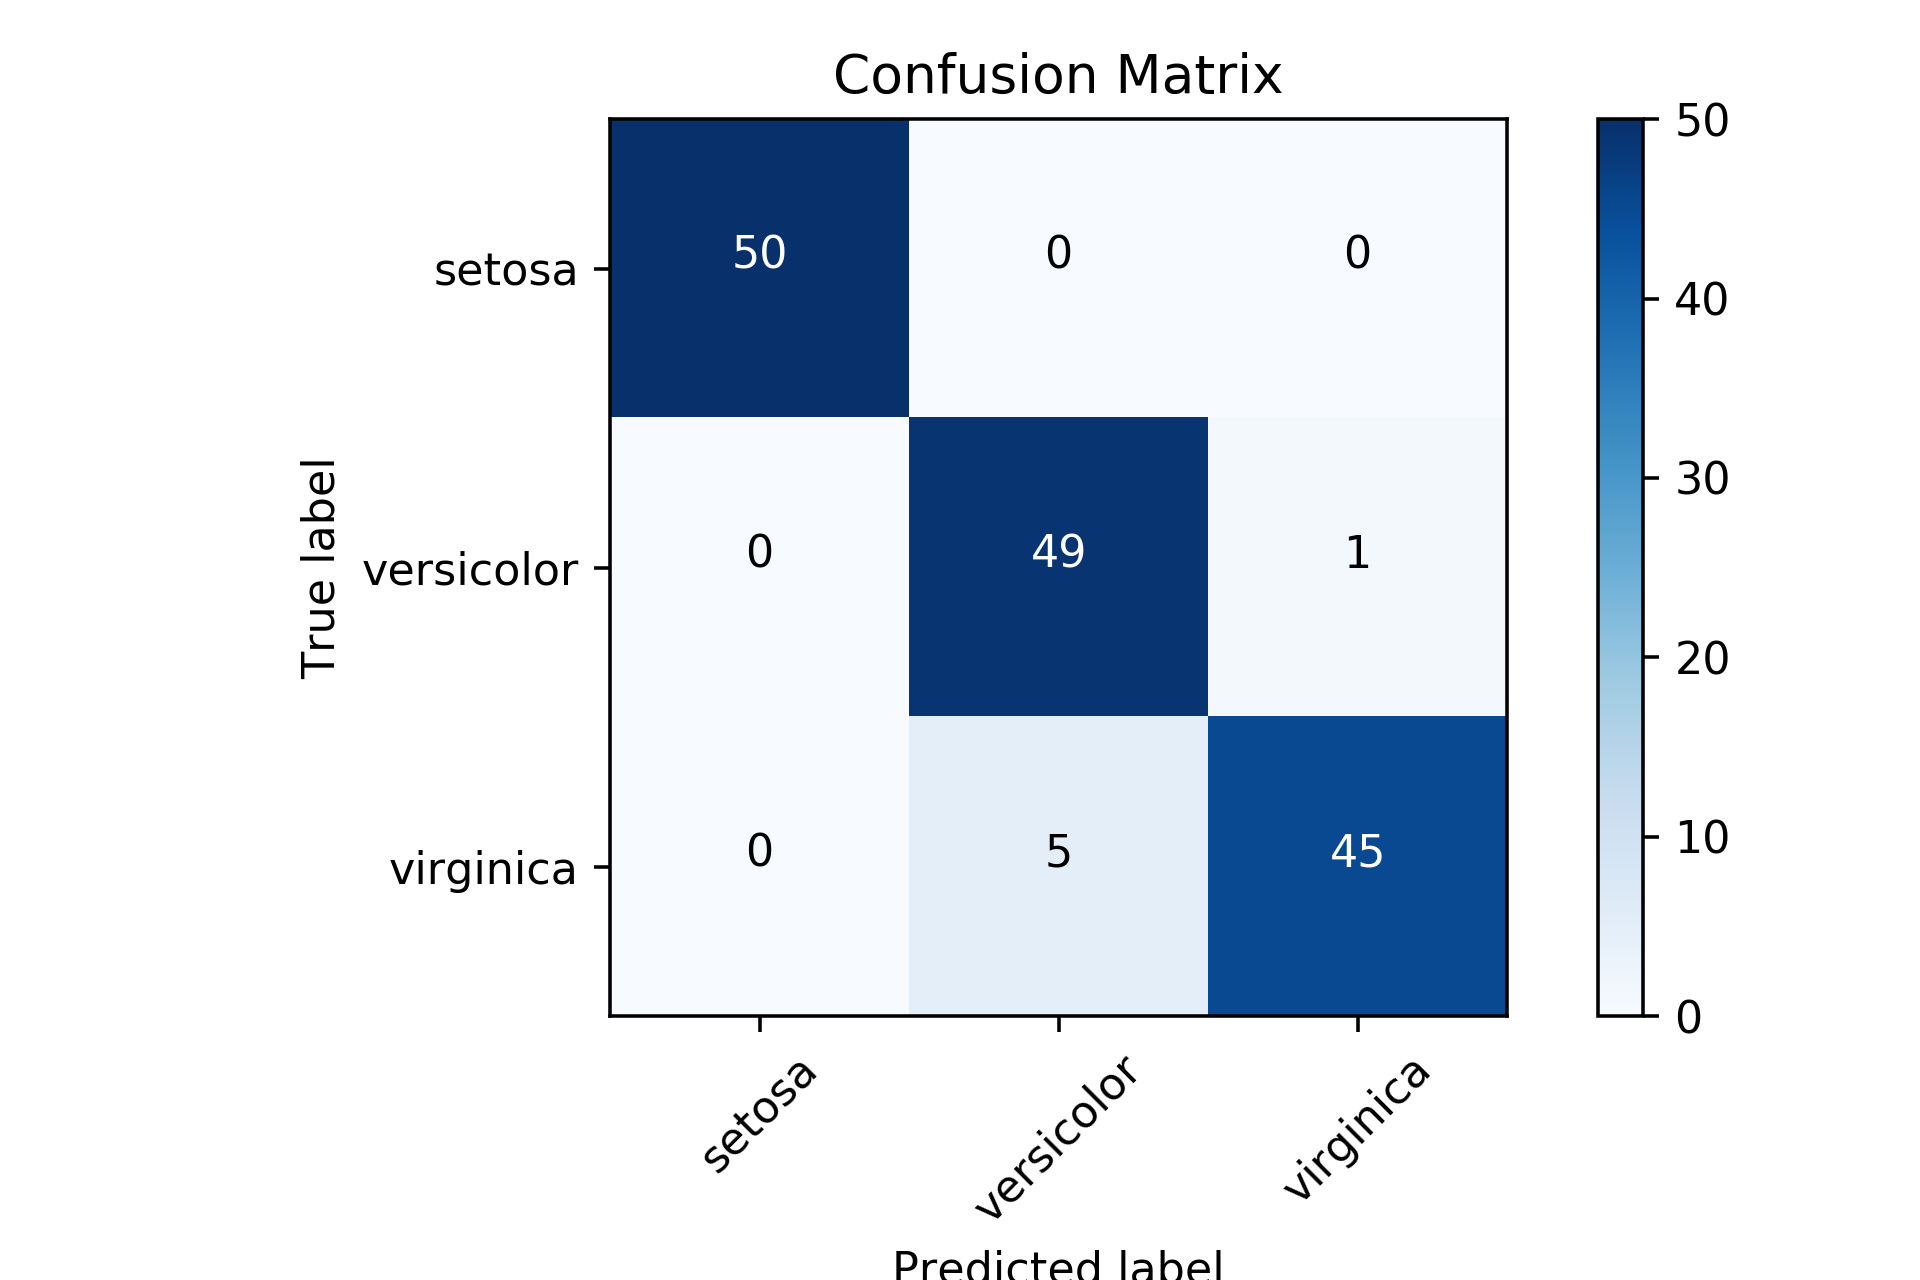 Confusion Matrix
50
40
30
20
10
0
True label
setosa
versicolor
virginica
50 0 0
0 49 1
0 5 45
setosa
versicolor
virginica
Predicted label